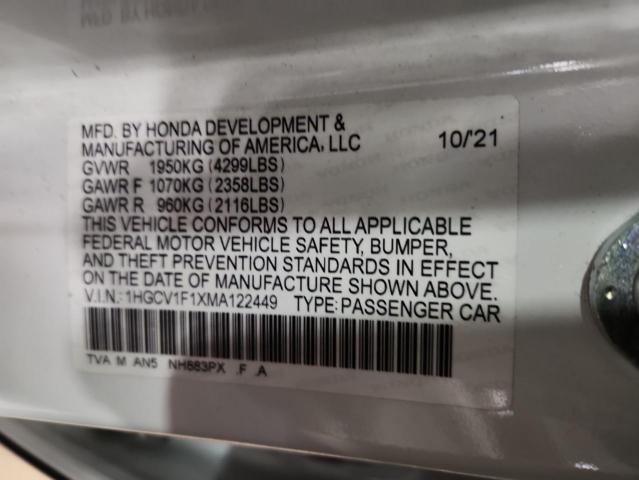 MFD. BY HONDA DEVELOPMENT & 10/'21
MANUFACTURING OF AMERICA, LLC
GVWR 1950KG (4299LBS)
GAWR F 1070KG (2358LBS)
GAWR R 960KG (2116LBS)
THIS VEHICLE CONFORMS TO ALL APPLICABLE
FEDERAL MOTOR VEHICLE SAFETY, BUMPER,
AND THEFT PREVENTION STANDARDS IN EFFECT
ON THE DATE OF MANUFACTURE SHOWN ABOVE.
V.I.N.: 1HGCV1F1XMA122449 TYPE: PASSENGER CAR
TVA M AN5 NH883PX .F .A